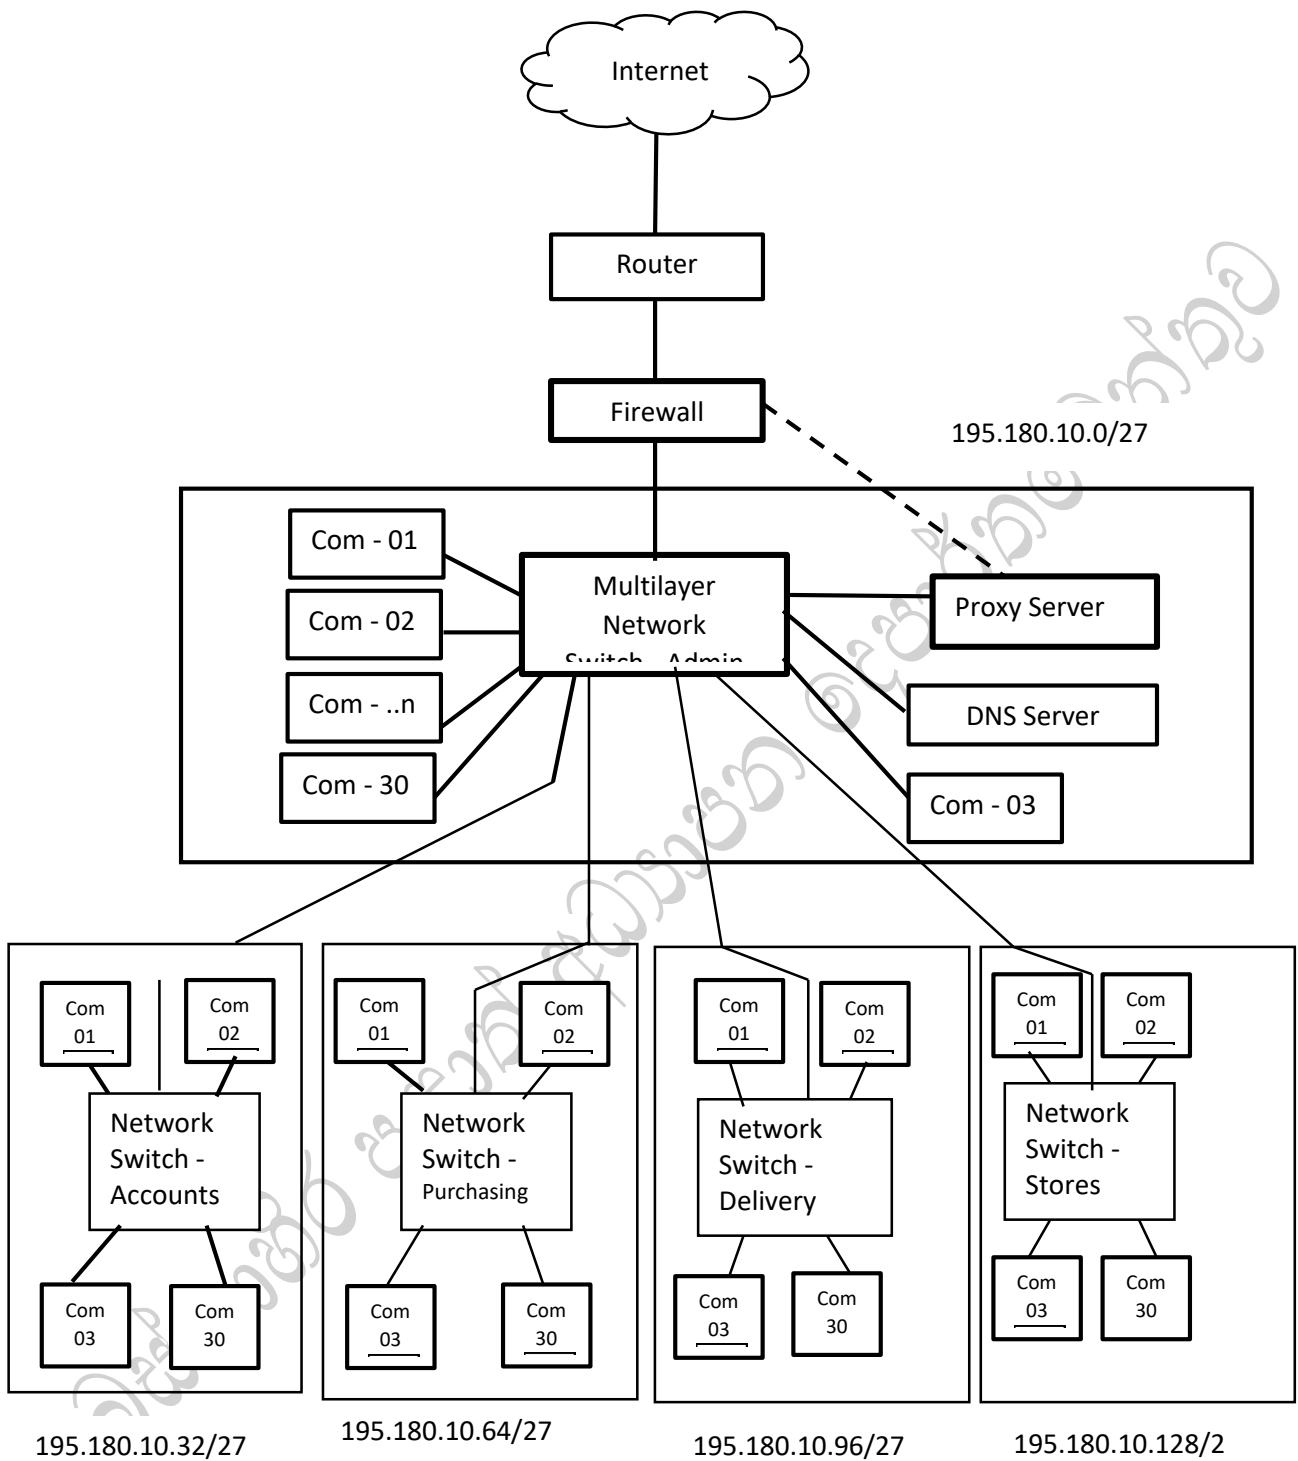 Internet
Router
Firewall
195.180.10.0/27
Com - 01
Com - 02
Com - ..n
Com - 30
Multilayer
Network
Switch - Admin
Proxy Server
DNS Server
Com - 03
Com
01
Com
02
Network
Switch -
Accounts
Com
03
Com
30
Com
01
Com
02
Network
Switch -
Purchasing
Com
03
Com
30
Com
01
Com
02
Network
Switch -
Delivery
Com
03
Com
30
Com
01
Com
02
Network
Switch -
Stores
Com
03
Com
30
195.180.10.32/27
195.180.10.64/27
195.180.10.96/27
195.180.10.128/2